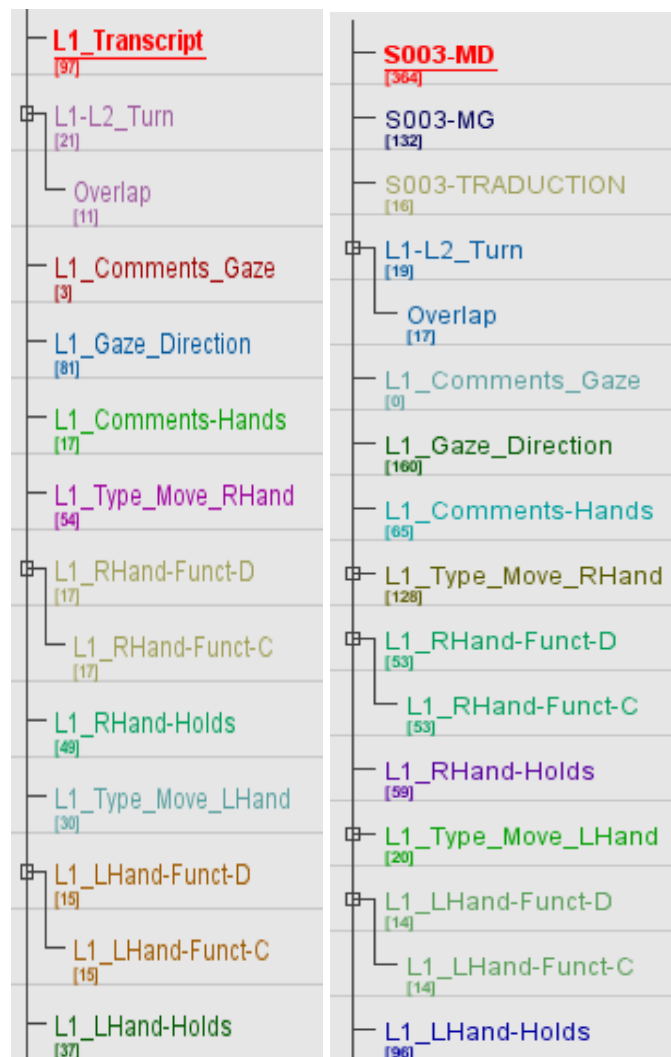 L1_Transcript
[97]
L1-L2_Turn
[21]
Overlap
[11]
L1_Comments_Gaze
[3]
L1_Gaze_Direction
[81]
L1_Comments-Hands
[17]
L1_Type_Move_RHand
[54]
L1_RHand-Funct-D
[17]
L1_RHand-Funct-C
[17]
L1_RHand-Holds
[49]
L1_Type_Move_LHand
[30]
L1_LHand-Funct-D
[15]
L1_LHand-Funct-C
[15]
L1_LHand-Holds
[37]
S003-MD
[364]
S003-MG
[132]
S003-TRADUCTION
[16]
L1-L2_Turn
[19]
Overlap
[17]
L1_Comments_Gaze
[0]
L1_Gaze_Direction
[160]
L1_Comments-Hands
[65]
L1_Type_Move_RHand
[128]
L1_RHand-Funct-D
[53]
L1_RHand-Funct-C
[53]
L1_RHand-Holds
[59]
L1_Type_Move_LHand
[20]
L1_LHand-Funct-D
[14]
L1_LHand-Funct-C
[14]
L1_LHand-Holds
[96]